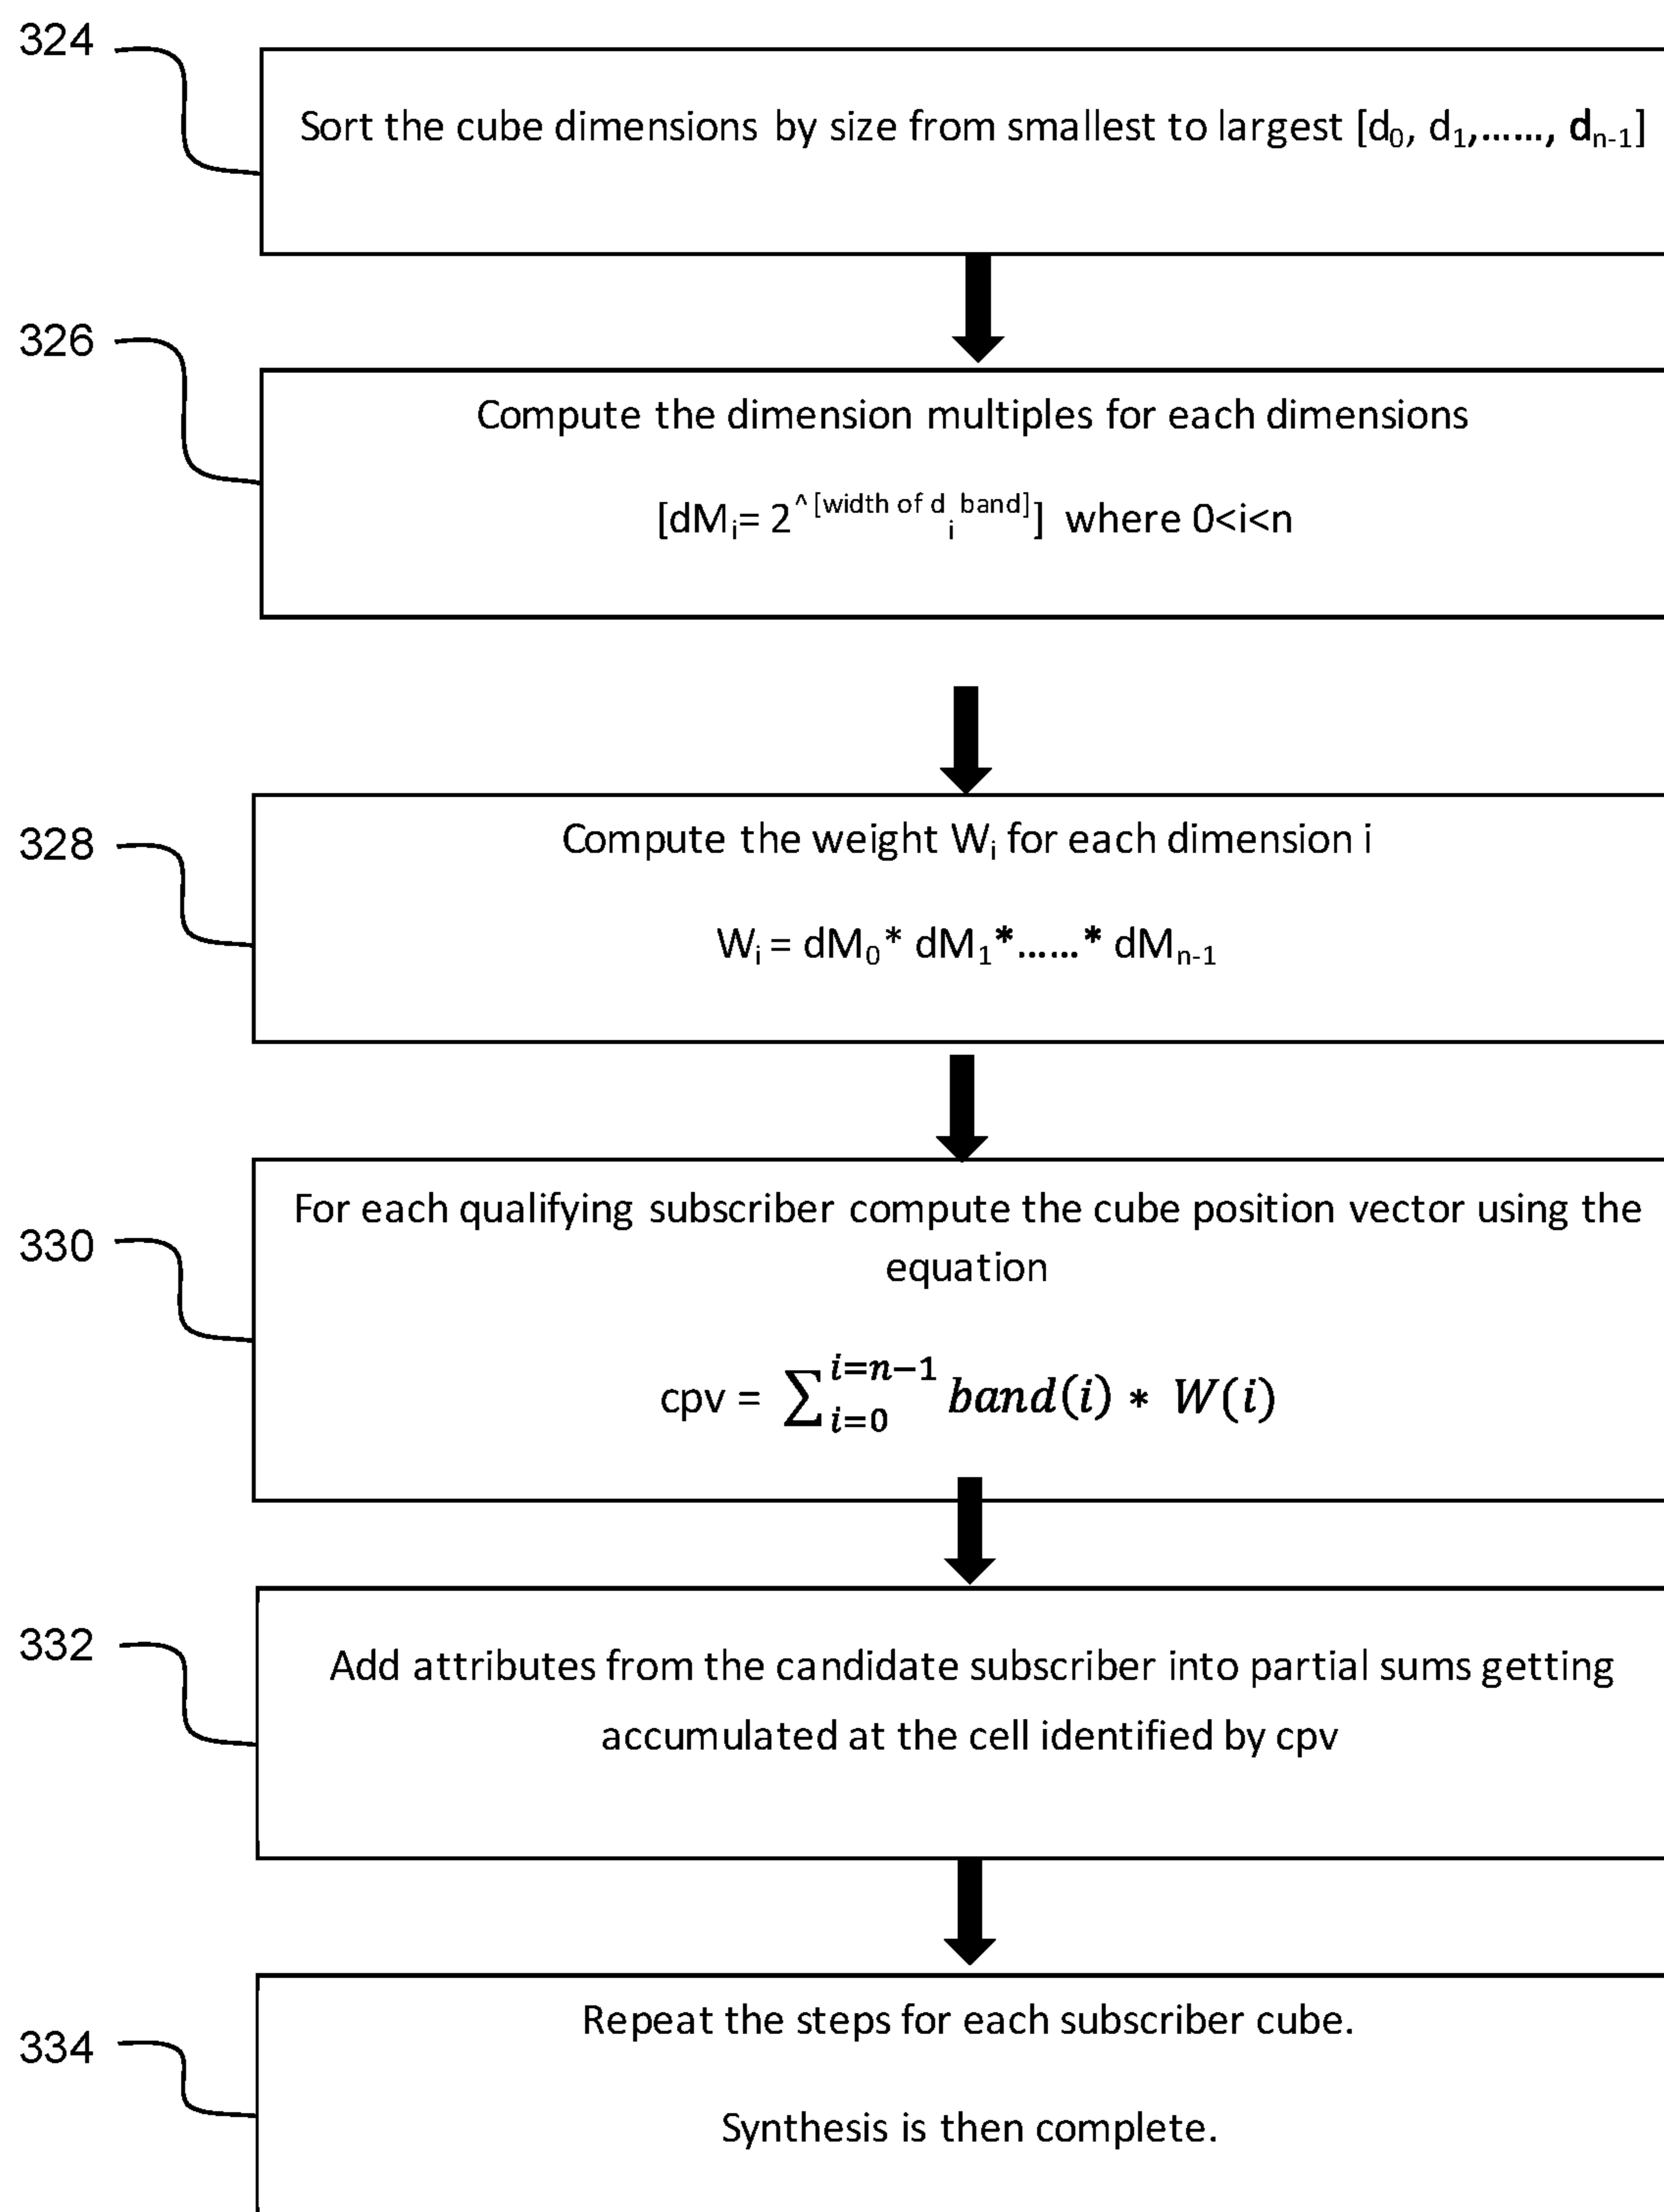 324
Sort the cube dimensions by size from smallest to largest [d0, d1,……, dn-1]
326
Compute the dimension multiples for each dimensions
[dMi= 2^[width of di band]] where 0<i<n
328
Compute the weight Wi for each dimension i
Wi = dM0* dM1*……* dMn-1
330
For each qualifying subscriber compute the cube position vector using the
equation
cpv = ∑i=0i=n−1 band(i) * W(i)
332
Add attributes from the candidate subscriber into partial sums getting
accumulated at the cell identified by cpv
334
Repeat the steps for each subscriber cube.
Synthesis is then complete.